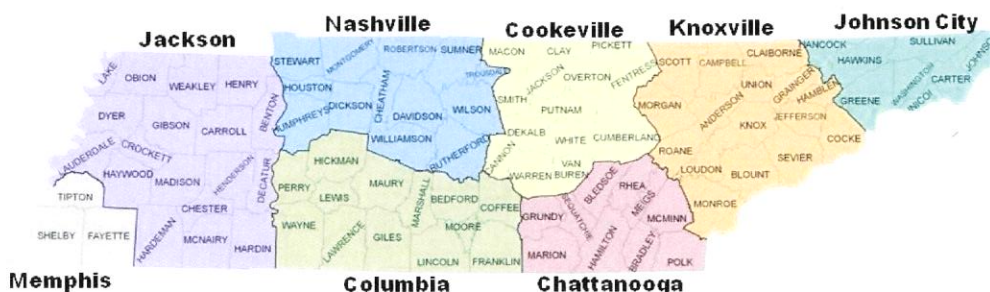 Jackson
Nashville
Cookeville
Knoxville
Johnson City
LAKE
OBION
WEAKLEY
HENRY
DYER
GIBSON
CARROLL
BENTON
LAUDERDALE
CROCKETT
HAYWOOD
MADISON
HENDERSON
DECATUR
CHESTER
HARDEMAN
MCNAIRY
HARDIN
TIPTON
SHELBY
FAYETTE
Memphis
STEWART
MONTGOMERY
ROBERTSON
SUMNER
TROUSDALE
HOUSTON
HUMPHREYS
DICKSON
CHEATHAM
DAVIDSON
WILSON
WILLIAMSON
RUTHERFORD
HICKMAN
PERRY
LEWIS
MAURY
MARSHALL
BEDFORD
COFFEE
WAYNE
LAWRENCE
GILES
MOORE
LINCOLN
FRANKLIN
Columbia
MACON
CLAY
PICKETT
JACKSON
OVERTON
FENTRESS
SMITH
PUTNAM
DEKALB
WHITE
CUMBERLAND
CANNON
WARREN
VAN
BUREN
BLEDSOE
RHEA
MEIGS
MCMINN
GRUNDY
SEQUATCHIE
HAMILTON
MARION
BRADLEY
POLK
Chattanooga
SCOTT
CAMPBELL
CLAIBORNE
UNION
GRAINGER
HAMBLEN
MORGAN
ANDERSON
KNOX
JEFFERSON
COCKE
ROANE
LOUDON
BLOUNT
SEVIER
MONROE
HANCOCK
HAWKINS
SULLIVAN
JOHNSON
GREENE
WASHINGTON
CARTER
UNICOI